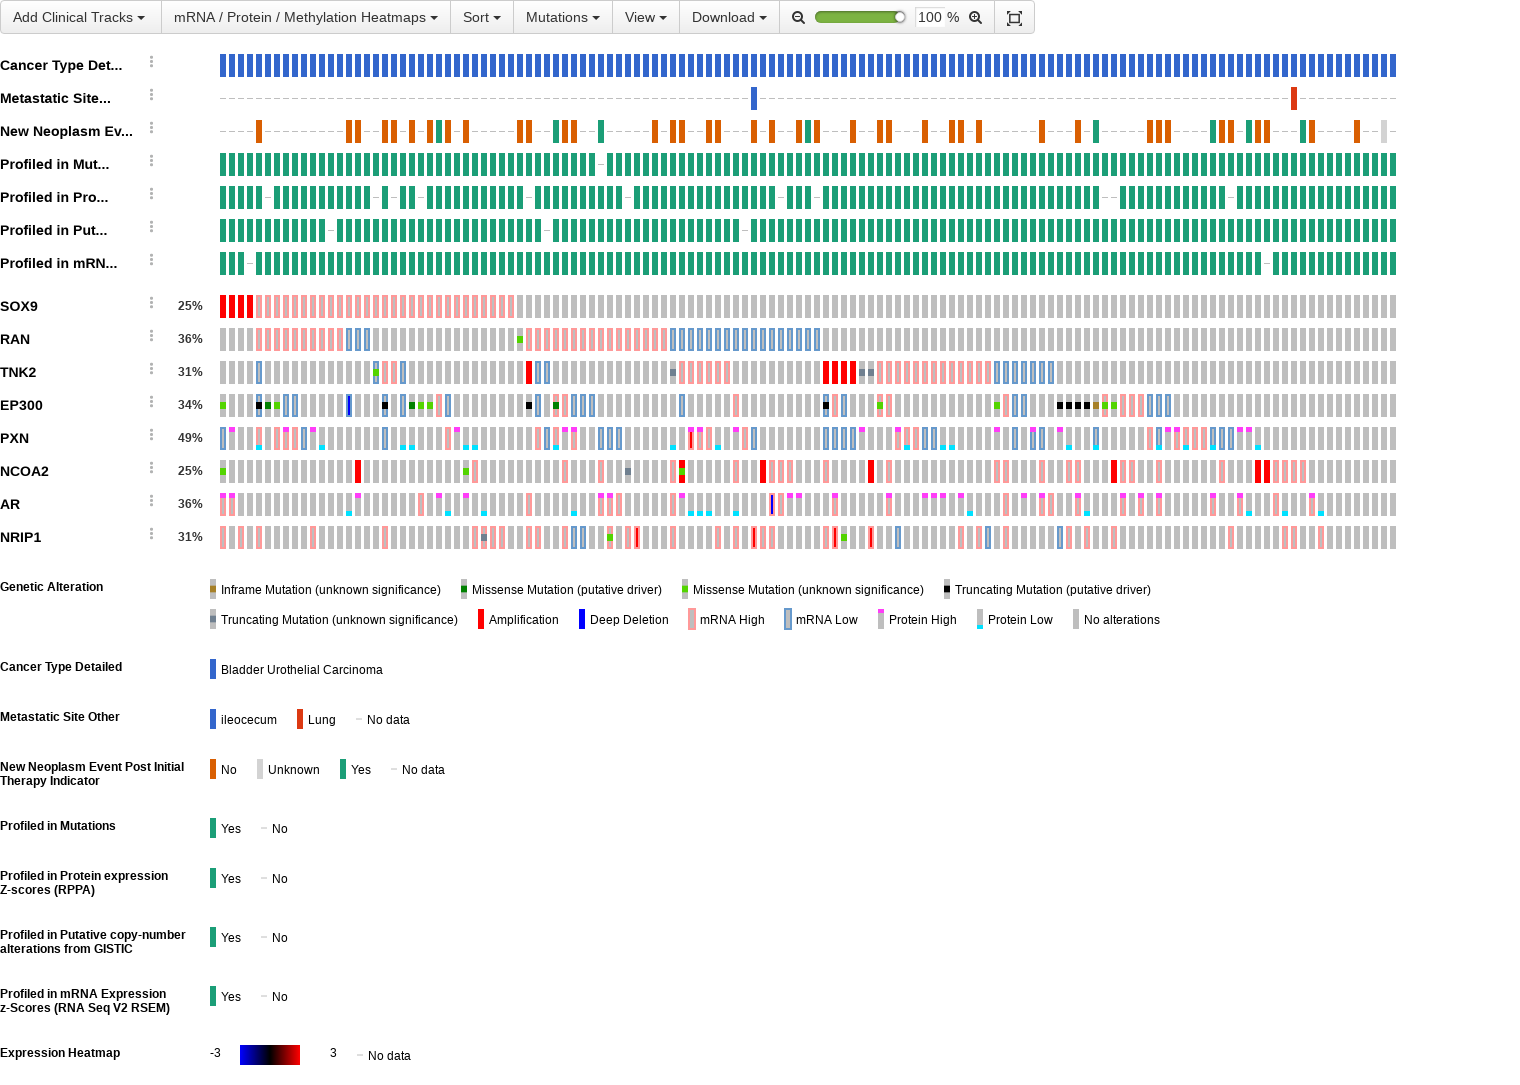 Add Clinical Tracks mRNA / Protein / Methylation Heatmaps Sort Mutations View Download 100 %
Cancer Type Det...
Metastatic Site...
New Neoplasm Ev...
Profiled in Mut...
Profiled in Pro...
Profiled in Put...
Profiled in mRN...
SOX9 25%
RAN 36%
TNK2 31%
EP300 34%
PXN 49%
NCOA2 25%
AR 36%
NRIP1 31%
Genetic Alteration Inframe Mutation (unknown significance) Missense Mutation (putative driver) Missense Mutation (unknown significance) Truncating Mutation (putative driver)
Truncating Mutation (unknown significance) Amplification Deep Deletion mRNA High mRNA Low Protein High Protein Low No alterations
Cancer Type Detailed Bladder Urothelial Carcinoma
Metastatic Site Other ileocecum Lung No data
New Neoplasm Event Post Initial
Therapy Indicator No Unknown Yes No data
Profiled in Mutations Yes No
Profiled in Protein expression
Z-scores (RPPA) Yes No
Profiled in Putative copy-number
alterations from GISTIC Yes No
Profiled in mRNA Expression
z-Scores (RNA Seq V2 RSEM) Yes No
Expression Heatmap -3 3 No data